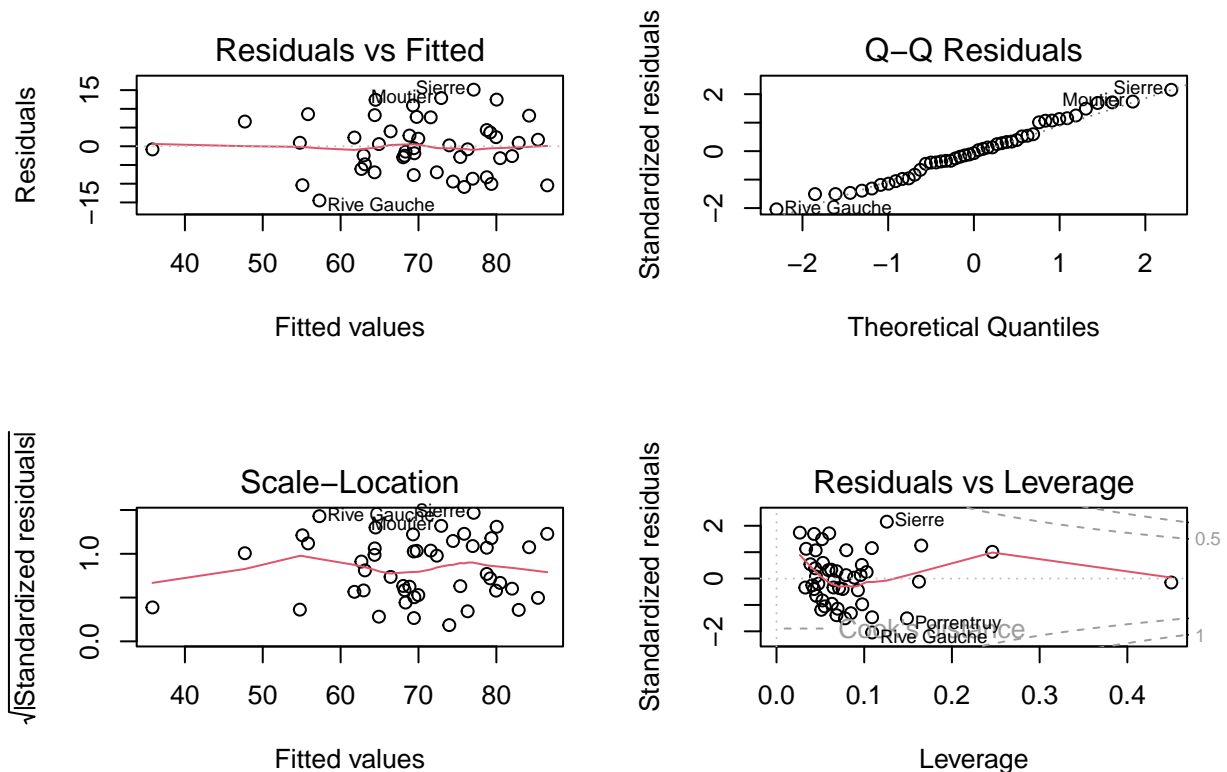 Residuals vs Fitted
Residuals
−15 0 15
Sierre
Moutier
Rive Gauche
40 50 60 70 80
Fitted values
Q−Q Residuals
Standardized residuals
−2 0 2
Sierre
Moutier
Rive Gauche
−2 −1 0 1 2
Theoretical Quantiles
Scale−Location
√|Standardized residuals|
0.0 1.0
Sierre
Rive Gauche
Moutier
40 50 60 70 80
Fitted values
Residuals vs Leverage
Standardized residuals
−2 0 2
Sierre
0.5
Porrentruy
Cook's distance
Rive Gauche
1
0.0 0.1 0.2 0.3 0.4
Leverage